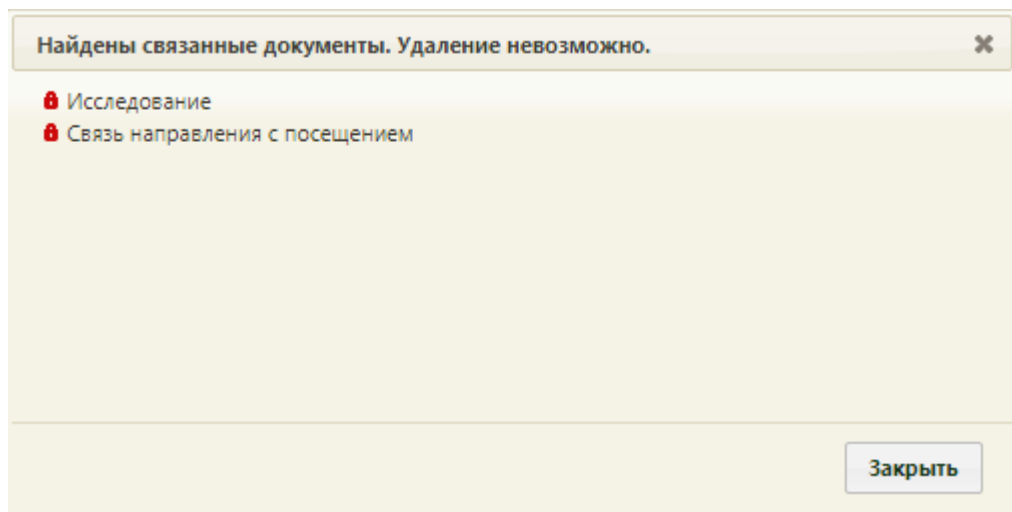 Найдены связанные документы. Удаление невозможно.
Исследование
Связь направления с посещением
Закрыть